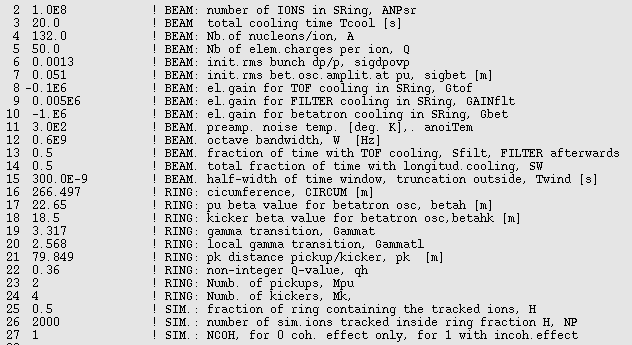 2 1.0E8 ! BEAM: number of IONS in SRing, ANPsr
3 20.0 ! BEAM total cooling time Tcool [s]
4 132.0 ! BEAM: Nb.of nucleons/ion, A
5 50.0 ! BEAM: Nb of elem.charges per ion, Q
6 0.0013 ! BEAM: init.rms bunch dp/p, sigdpovp
7 0.051 ! BEAM: init.rms bet.osc.amplit.at pu, sigbet [m]
8 -0.1E6 ! BEAM: el.gain for TOF cooling in SRing, Gtof
9 0.005E6 ! BEAM: el.gain for FILTER cooling in SRing, GAINflt
10 -1.E6 ! BEAM: el.gain for betatron cooling in SRing, Gbet
11 3.0E2 ! BEAM: preamp. noise temp. [deg. K],. anoiTem
12 0.6E9 ! BEAM. octave bandwidth, W [Hz]
13 0.5 ! BEAM. fraction of time with TOF cooling, Sfilt, FILTER afterwards
14 0.5 ! BEAM. total fraction of time with longitud.cooling, SW
15 300.0E-9 ! BEAM. half-width of time window, truncation outside, Twind [s]
16 266.497 ! RING: cicumference, CIRCUM [m]
17 22.65 ! RING: pu beta value for betatron osc, betah [m]
18 18.5 ! RING: kicker beta value for betatron osc,betahk [m]
19 3.317 ! RING: gamma transition, Gammat
20 2.568 ! RING: local gamma transition, Gammatl
21 79.849 ! RING: pk distance pickup/kicker, pk [m]
22 0.36 ! RING: non-integer Q-value, qh
23 2 ! RING: Numb. of pickups, Mpu
24 4 ! RING: Numb. of kickers, Mk,
25 0.5 ! SIM.: fraction of ring containing the tracked ions, H
26 2000 ! SIM.: number of sim.ions tracked inside ring fraction H, NP
27 1 ! SIM.: NCOH, for 0 coh. effect only, for 1 with incoh.effect